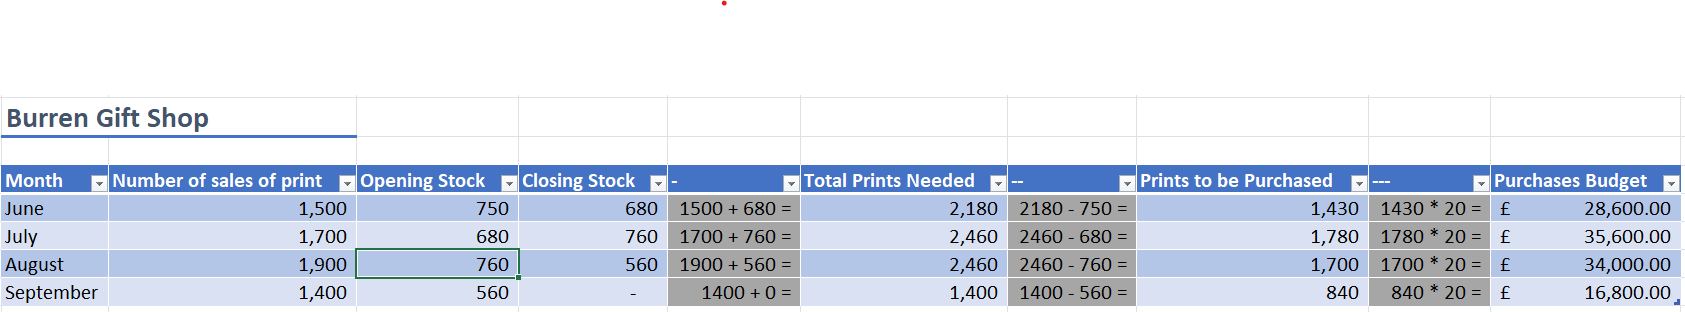 Burren Gift Shop
Month Number of sales of print Opening Stock Closing Stock - Total Prints Needed -- Prints to be Purchased --- Purchases Budget
June 1,500 750 680 1500 + 680 = 2,180 2180 - 750 = 1,430 1430 * 20 = £ 28,600.00
July 1,700 680 760 1700 + 760 = 2,460 2460 - 680 = 1,780 1780 * 20 = £ 35,600.00
August 1,900 760 560 1900 + 560 = 2,460 2460 - 760 = 1,700 1700 * 20 = £ 34,000.00
September 1,400 560 - 1400 + 0 = 1,400 1400 - 560 = 840 840 * 20 = £ 16,800.00